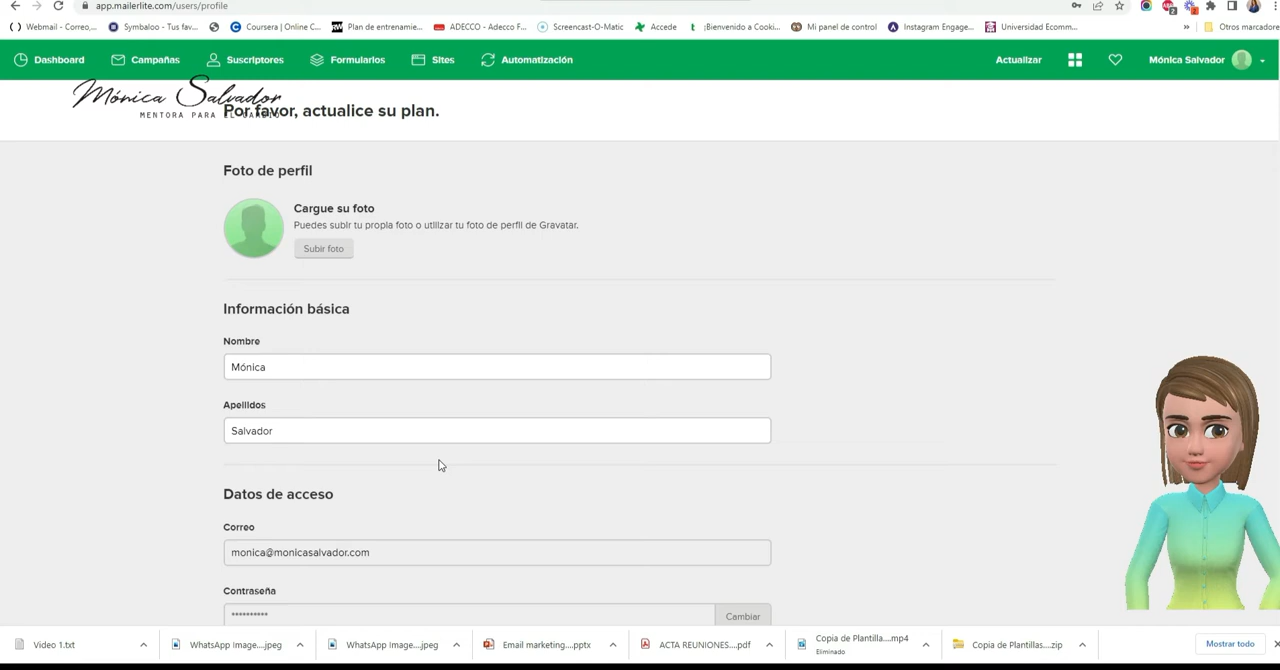 app.mailerlite.com/users/profile
Webmail - Correo,... Symbaloo - Tus fav... Coursera | Online C... Plan de entrenamie... ADECCO - Adecco F... Screencast-O-Matic Accede ¡Bienvenido a Cooki... Mi panel de control Instagram Engage... Universidad Ecomm... » Otros marcadores
Dashboard Campañas Suscriptores Formularios Sites Automatización Actualizar Mónica Salvador
Mónica Salvador
MENTORA PARA EL CAMBIO
Por favor, actualice su plan.
Foto de perfil
Cargue su foto
Puedes subir tu propia foto o utilizar tu foto de perfil de Gravatar.
Subir foto
Información básica
Nombre
Mónica
Apellidos
Salvador
Datos de acceso
Correo
monica@monicasalvador.com
Contraseña
**********
Cambiar
Video 1.txt WhatsApp Image....jpeg WhatsApp Image....jpeg Email marketing....pptx ACTA REUNIONES....pdf Copia de Plantilla....mp4 Copia de Plantillas....zip Mostrar todo
Eliminado